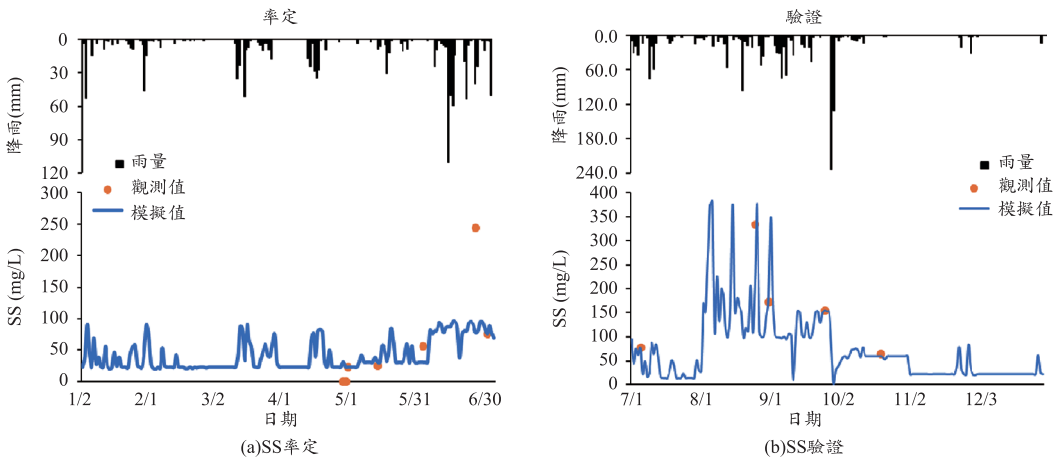 率定
0
30
60
90
120
降雨(mm)
雨量
觀測值
模擬值
300
250
200
150
100
50
0
SS (mg/L)
1/2 2/1 3/2 4/1 5/1 5/31 6/30
日期
(a)SS率定
驗證
0.0
60.0
120.0
180.0
240.0
降雨(mm)
雨量
觀測值
模擬值
400
350
300
250
200
150
100
50
0
SS (mg/L)
7/1 8/1 9/1 10/2 11/2 12/3
日期
(b)SS驗證